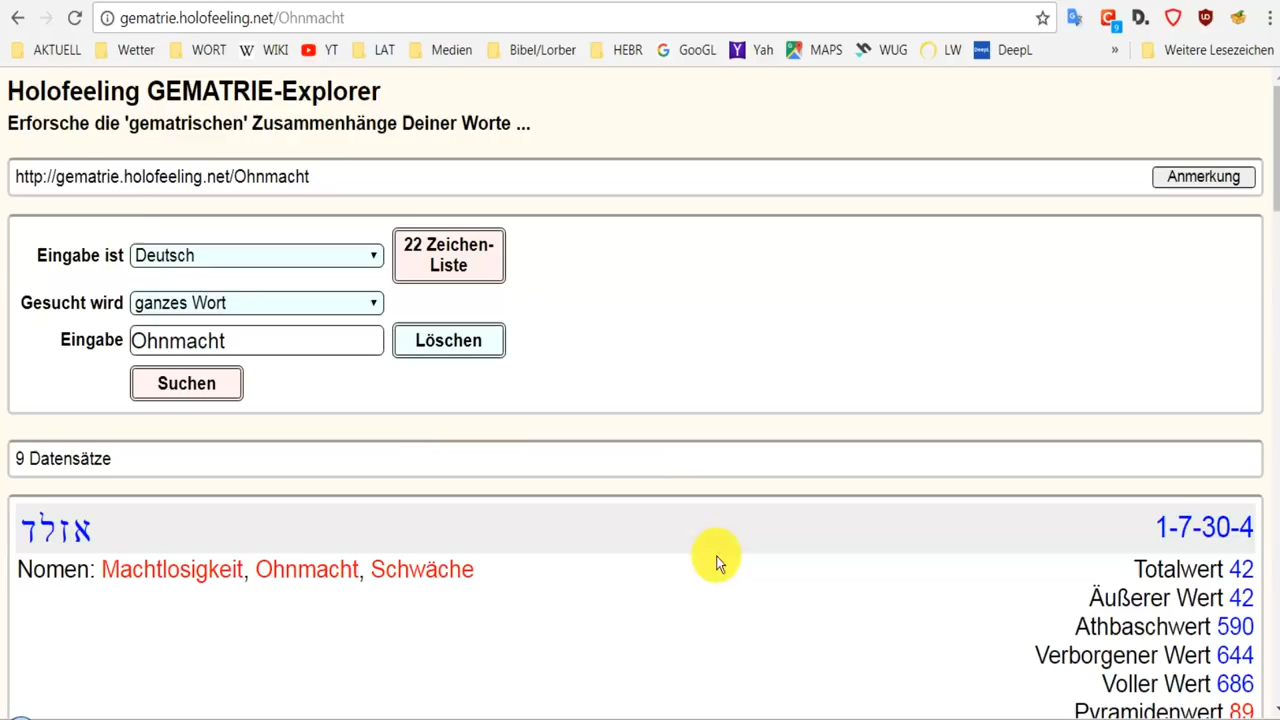 gematrie.holofeeling.net/Ohnmacht
9
AKTUELL Wetter WORT WIKI YT LAT Medien Bibel/Lorber HEBR GooGL Yah MAPS WUG LW DeepL » Weitere Lesezeichen
Holofeeling GEMATRIE-Explorer
Erforsche die 'gematrischen' Zusammenhänge Deiner Worte ...
http://gematrie.holofeeling.net/Ohnmacht Anmerkung
Eingabe ist Deutsch 22 Zeichen-
Liste
Gesucht wird ganzes Wort
Eingabe Ohnmacht Löschen
Suchen
9 Datensätze
אזלד 1-7-30-4
Nomen: Machtlosigkeit, Ohnmacht, Schwäche Totalwert 42
Äußerer Wert 42
Athbaschwert 590
Verborgener Wert 644
Voller Wert 686
Pyramidenwert 89